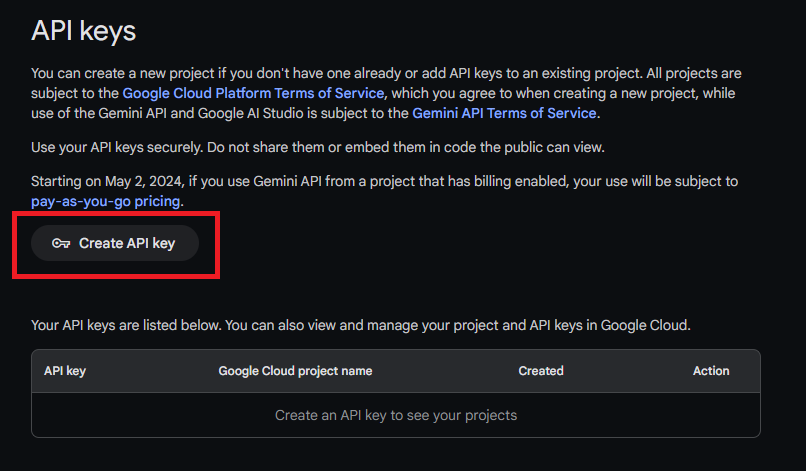 API keys
You can create a new project if you don't have one already or add API keys to an existing project. All projects are
subject to the Google Cloud Platform Terms of Service, which you agree to when creating a new project, while
use of the Gemini API and Google AI Studio is subject to the Gemini API Terms of Service.
Use your API keys securely. Do not share them or embed them in code the public can view.
Starting on May 2, 2024, if you use Gemini API from a project that has billing enabled, your use will be subject to
pay-as-you-go pricing.
Create API key
Your API keys are listed below. You can also view and manage your project and API keys in Google Cloud.
API key Google Cloud project name Created Action
Create an API key to see your projects